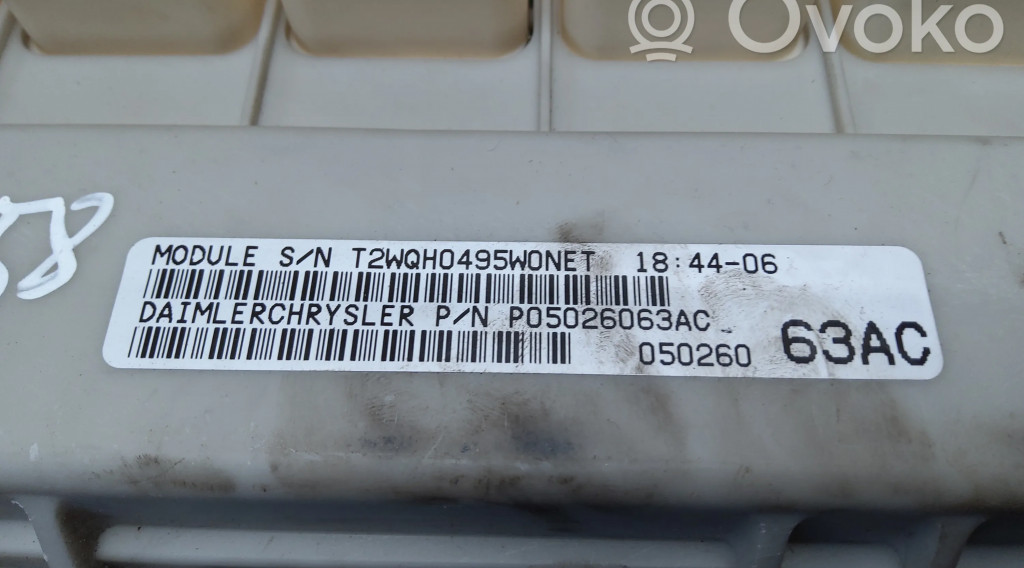 Ovoko
MODULE S/N T2WQH0495W0NET 18:44-06
DAIMLERCHRYSLER P/N P05026063AC
050260 63AC